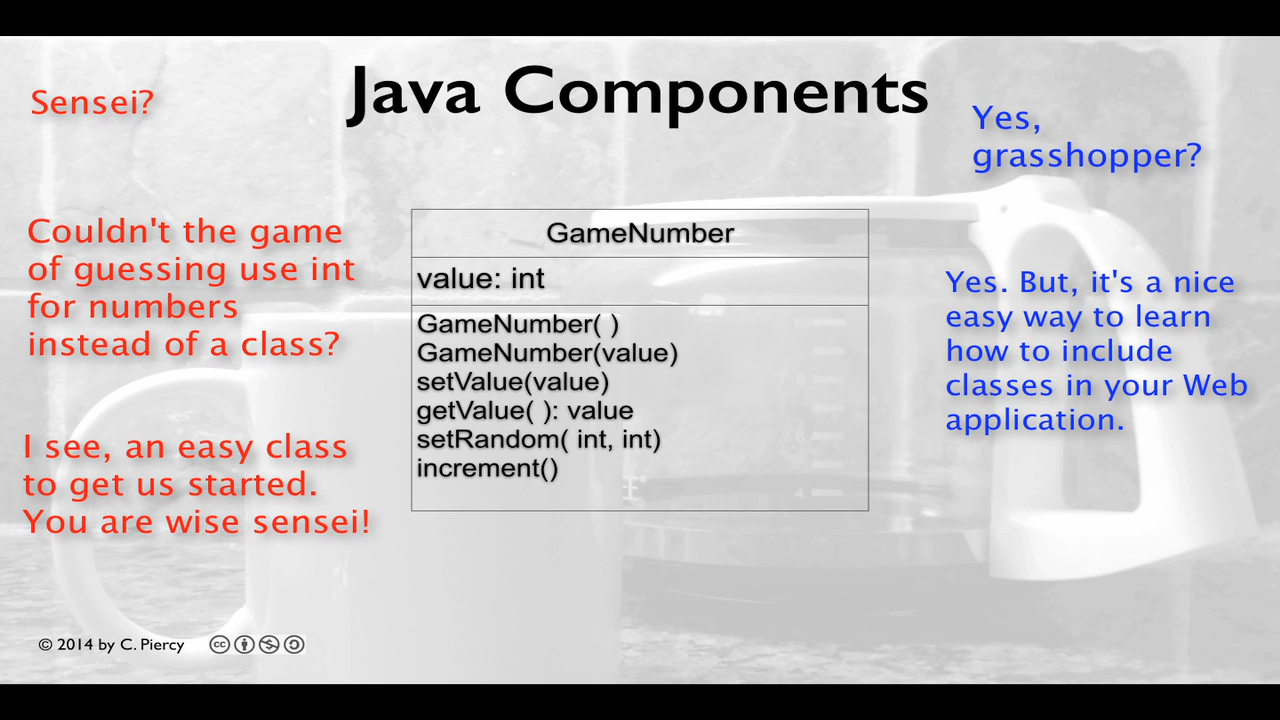 Java Components
Sensei?
Yes,
grasshopper?
Couldn't the game
of guessing use int
for numbers
instead of a class?
Yes. But, it's a nice
easy way to learn
how to include
classes in your Web
application.
I see, an easy class
to get us started.
You are wise sensei!
GameNumber
value: int
GameNumber( )
GameNumber(value)
setValue(value)
getValue( ): value
setRandom( int, int)
increment()
© 2014 by C. Piercy
cc